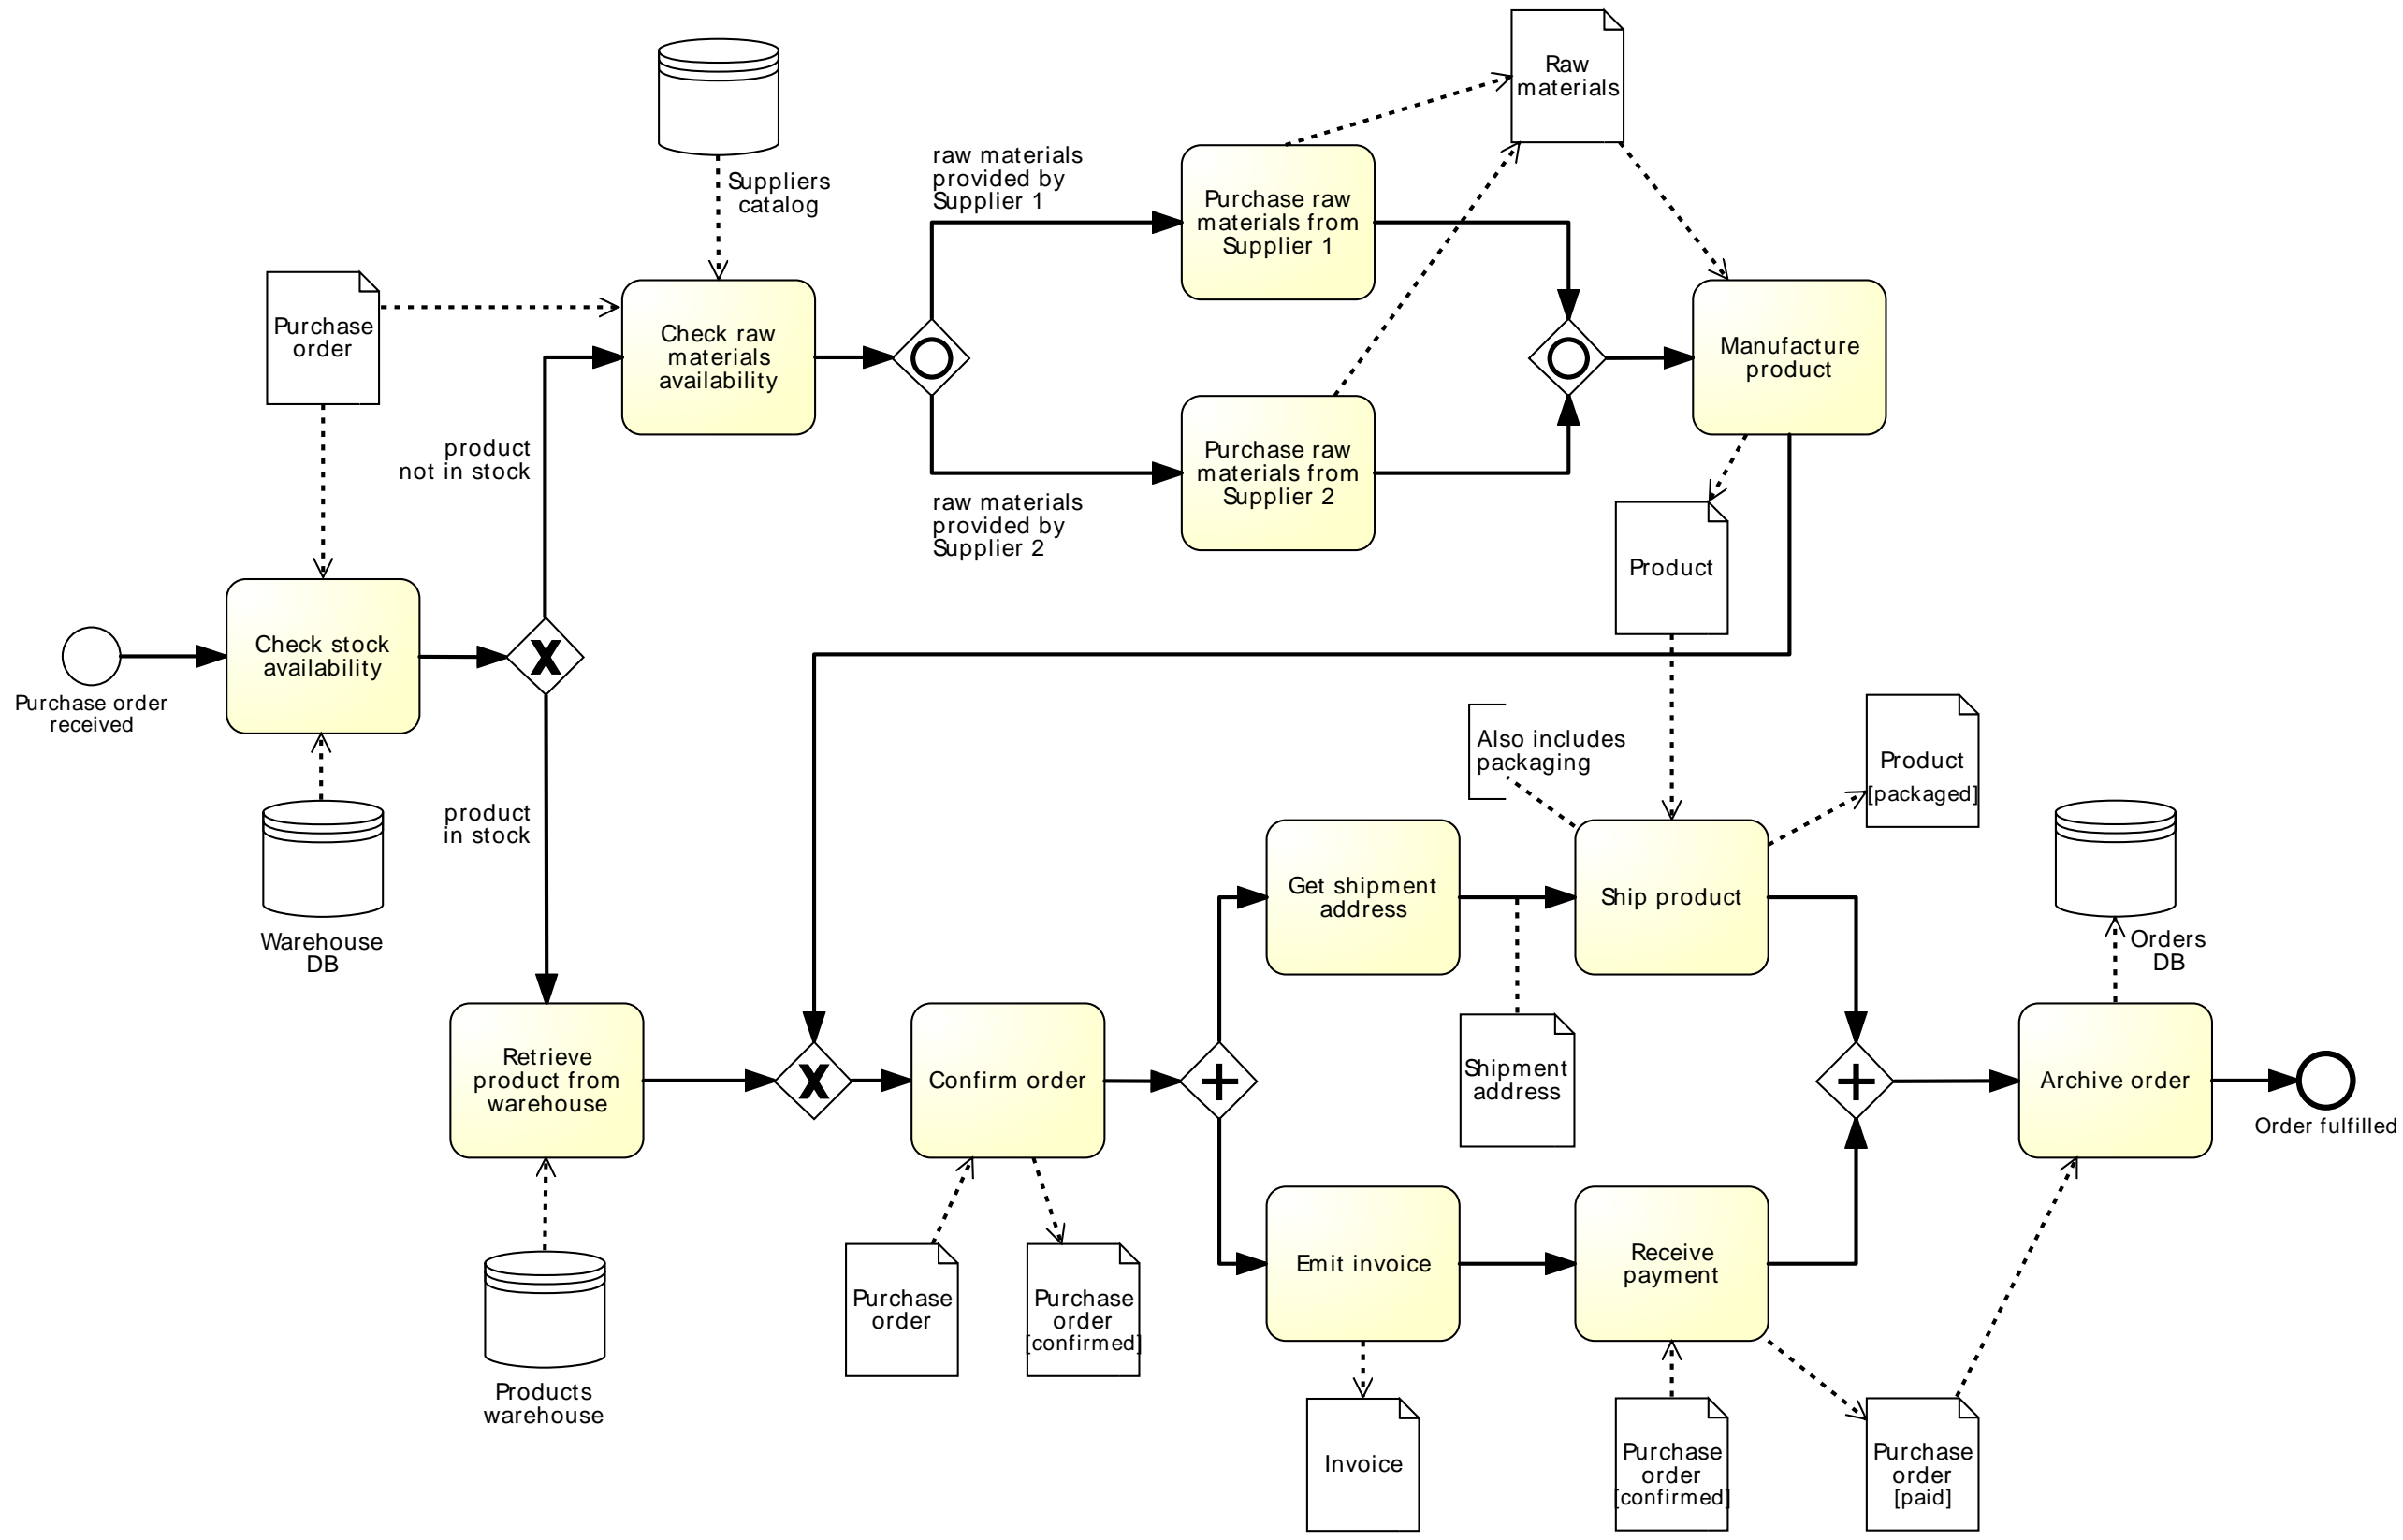 Raw
materials
raw materials
provided by
Supplier 1
Suppliers
catalog
Purchase raw
materials from
Supplier 1
Purchase
order
Check raw
materials
availability
Manufacture
product
product
not in stock
Purchase raw
materials from
Supplier 2
raw materials
provided by
Supplier 2
Product
Check stock
availability
X
Purchase order
received
Also includes
packaging
Product
[packaged]
product
in stock
Warehouse
DB
Get shipment
address
Ship product
Orders
DB
Retrieve
product from
warehouse
X
Confirm order
Shipment
address
Archive order
Order fulfilled
Purchase
order
Purchase
order
[confirmed]
Emit invoice
Receive
payment
Products
warehouse
Invoice
Purchase
order
[confirmed]
Purchase
order
[paid]